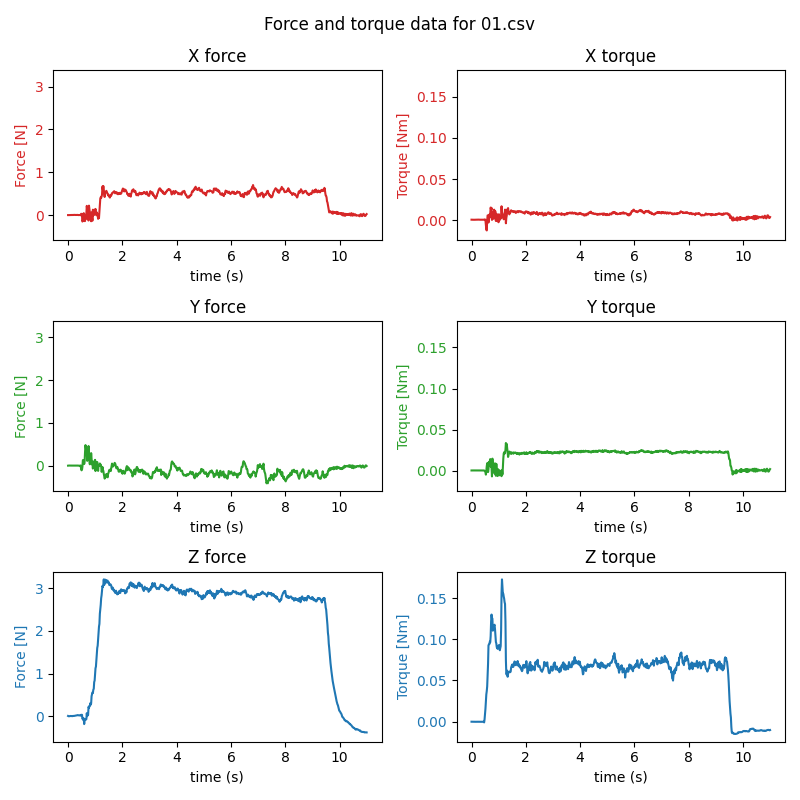 Force and torque data for 01.csv
X force
3
2
1
0
Force [N]
0 2 4 6 8 10
time (s)
X torque
0.15
0.10
0.05
0.00
Torque [Nm]
0 2 4 6 8 10
time (s)
Y force
3
2
1
0
Force [N]
0 2 4 6 8 10
time (s)
Y torque
0.15
0.10
0.05
0.00
Torque [Nm]
0 2 4 6 8 10
time (s)
Z force
3
2
1
0
Force [N]
0 2 4 6 8 10
time (s)
Z torque
0.15
0.10
0.05
0.00
Torque [Nm]
0 2 4 6 8 10
time (s)